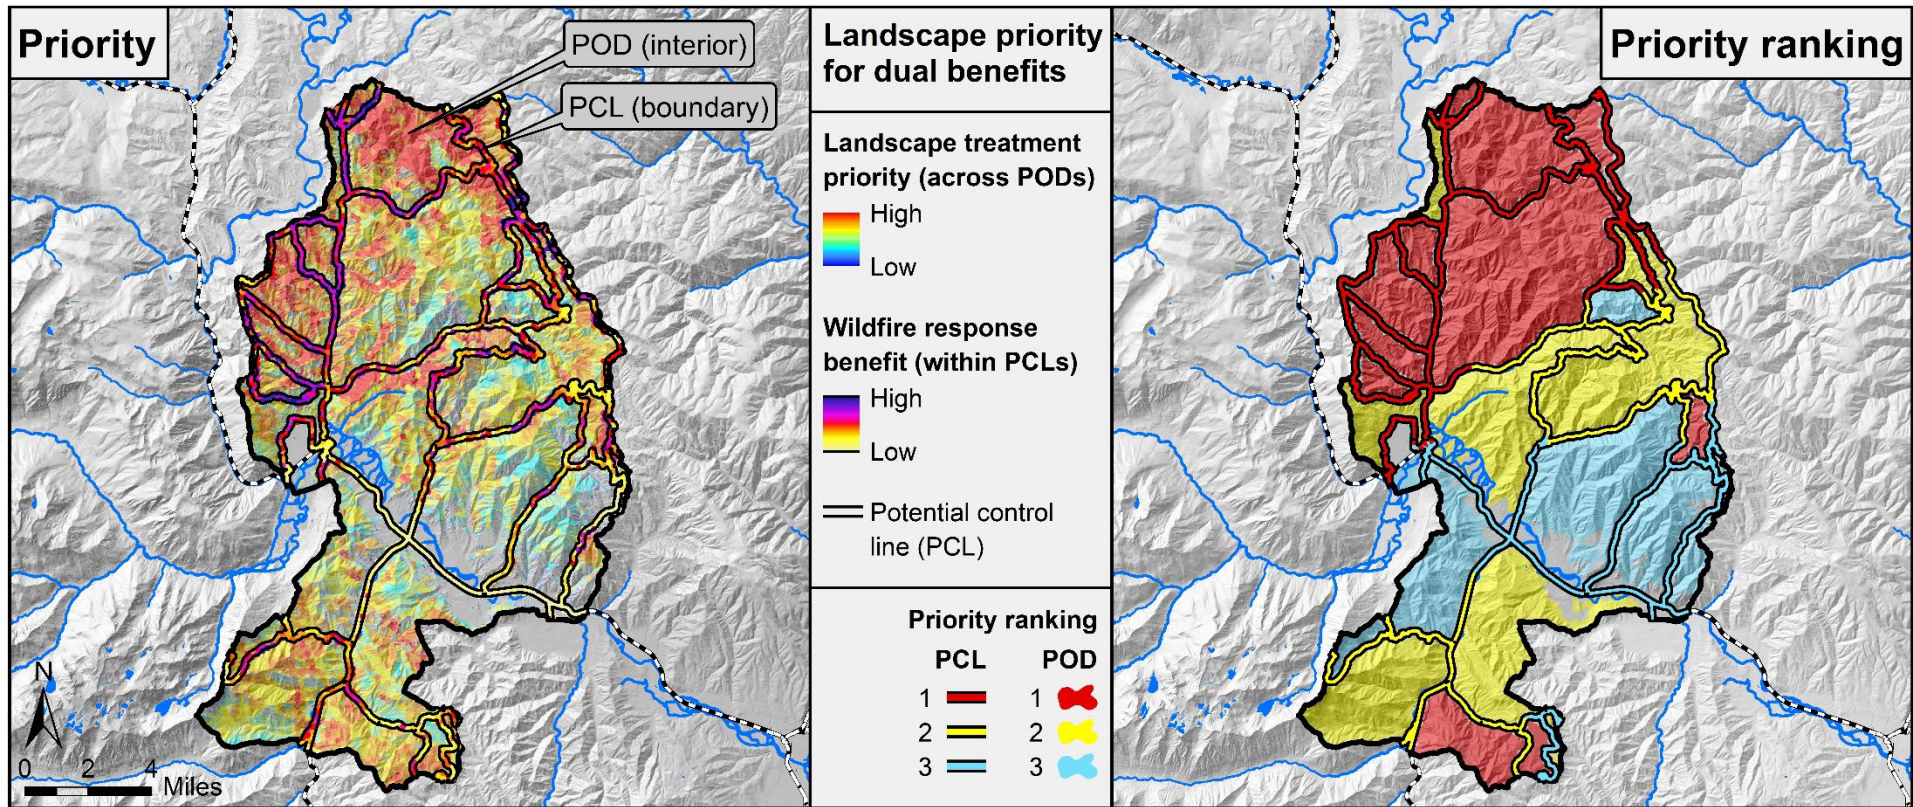 Priority
POD (interior)
PCL (boundary)
N
0 2 4
Miles
Landscape priority
for dual benefits
Landscape treatment
priority (across PODs)
High
Low
Wildfire response
benefit (within PCLs)
High
Low
Potential control
line (PCL)
Priority ranking
PCL POD
1 1
2 2
3 3
Priority ranking